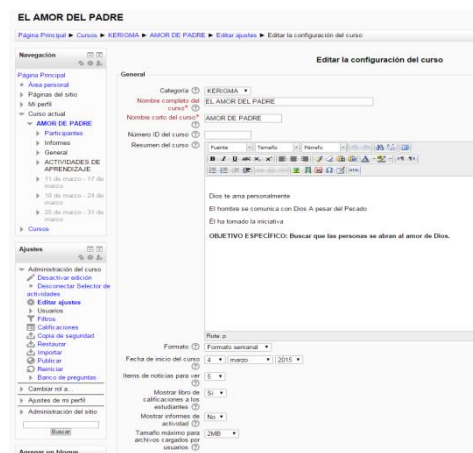 EL AMOR DEL PADRE
Página Principal ► Cursos ► KERIGMA ► AMOR DE PADRE ► Editar ajustes ► Editar la configuración del curso
Navegación
Página Principal
Área personal
Páginas del sitio
Mi perfil
Curso actual
AMOR DE PADRE
Participantes
Informes
General
ACTIVIDADES DE
APRENDIZAJE
11 de marzo - 17 de
marzo
18 de marzo - 24 de
marzo
25 de marzo - 31 de
marzo
Cursos
Ajustes
Administración del curso
Desactivar edición
Desconectar Selector de
actividades
Editar ajustes
Usuarios
Filtros
Calificaciones
Copia de seguridad
Restaurar
Importar
Publicar
Reiniciar
Banco de preguntas
Cambiar rol a...
Ajustes de mi perfil
Administración del sitio
Buscar
Agregar un bloque
Editar la configuración del curso
General
Categoría KERIGMA
Nombre completo del EL AMOR DEL PADRE
curso*
Nombre corto del curso* AMOR DE PADRE
Número ID del curso
Resumen del curso Fuente Tamaño Párrafo
Dios te ama personalmente
El hombre se comunica con Dios A pesar del Pecado
Él ha tomado la iniciativa
OBJETIVO ESPECÍFICO: Buscar que las personas se abran al amor de Dios.
Ruta: p
Formato Formato semanal
Fecha de inicio del curso 4 marzo 2015
Items de noticias para ver 5
Mostrar libro de Sí
calificaciones a los
estudiantes
Mostrar informes de No
actividad
Tamaño máximo para 2MB
archivos cargados por
usuarios